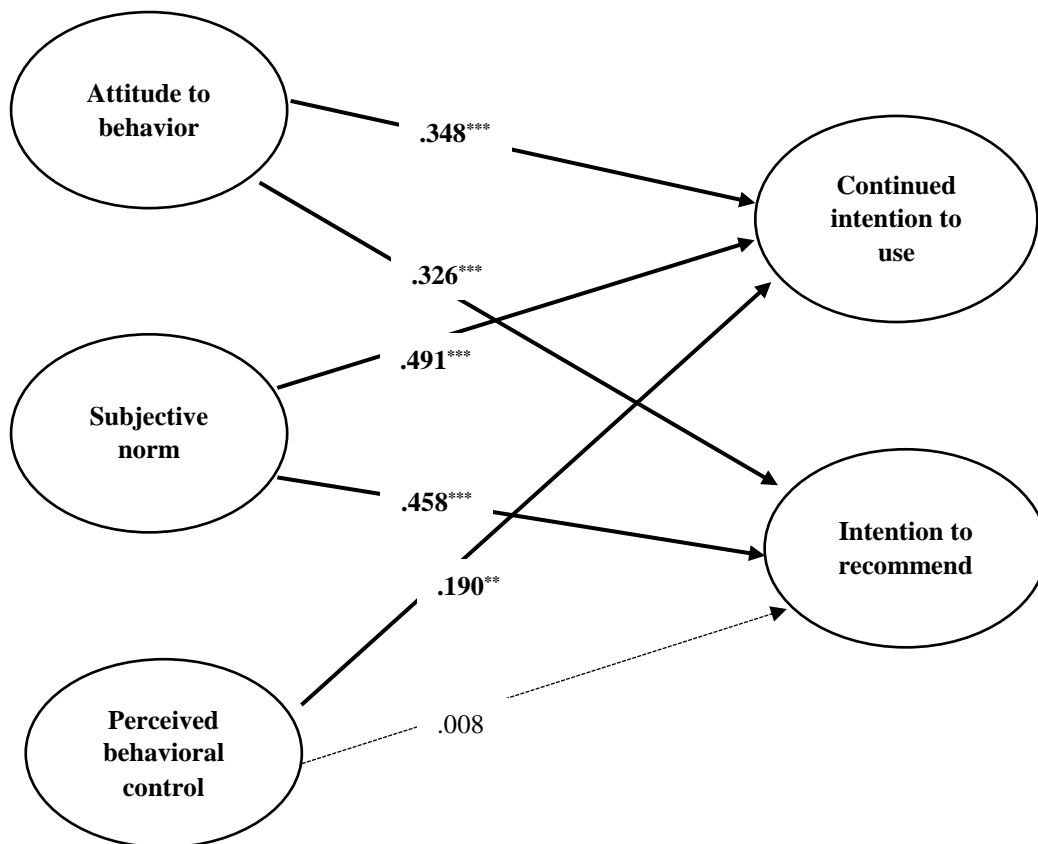 Attitude to
behavior
.348***
Continued
intention to
use
.326***
.491***
Subjective
norm
.458***
Intention to
recommend
.190**
Perceived
behavioral
control
.008